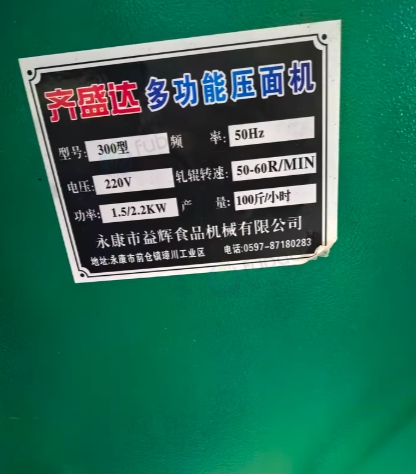 齐盛达 多功能压面机
型号: 300型 频 率: 50Hz
电压: 220V 轧辊转速: 50-60R/MIN
功率: 1.5/2.2KW 产 量: 100斤/小时
永康市益辉食品机械有限公司
地址:永康市前仓镇璋川工业区 电话:0597-87180283